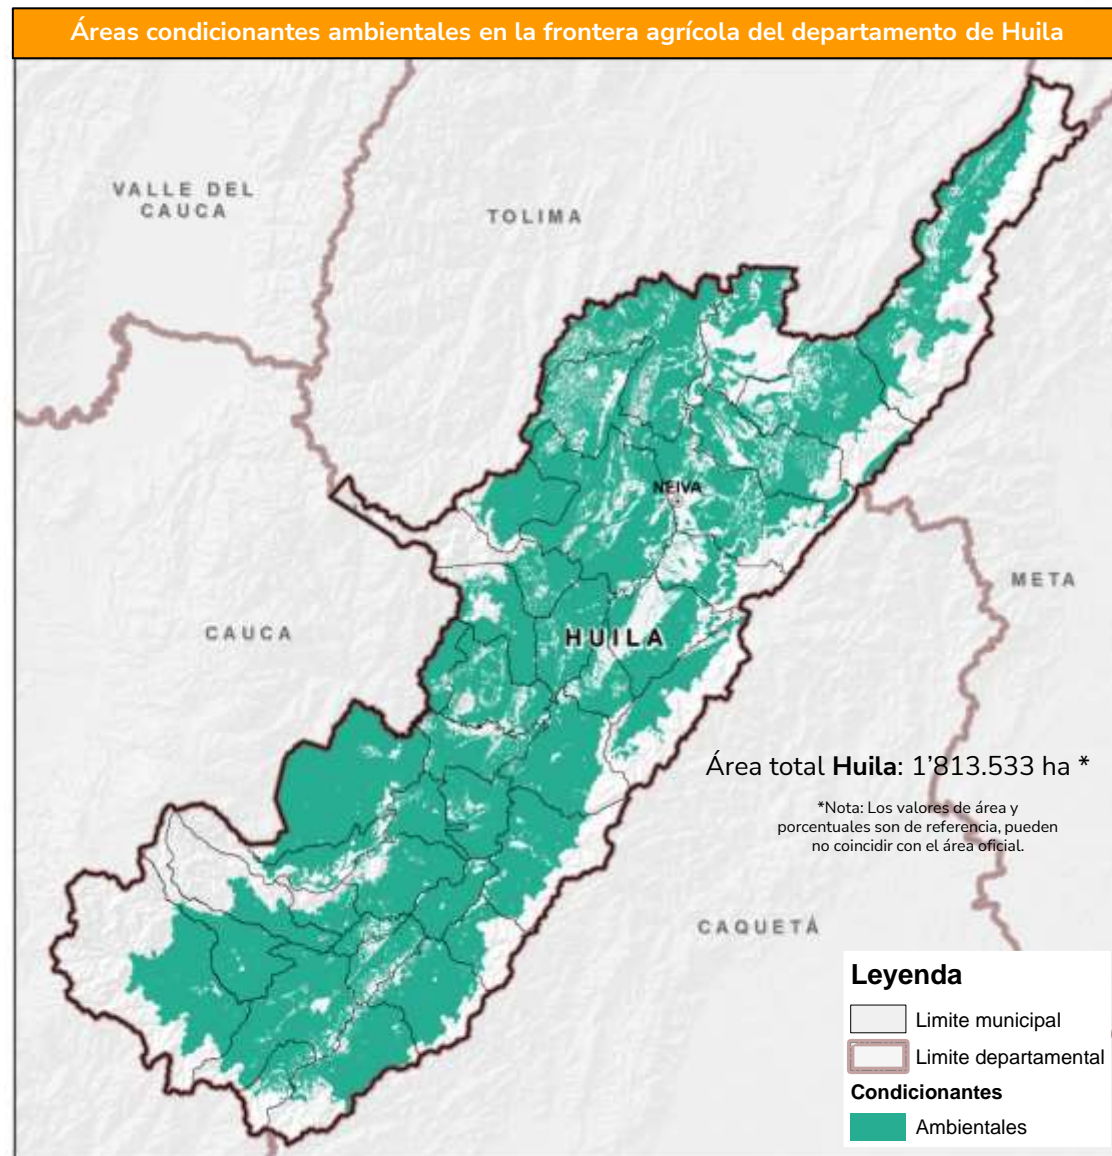 Áreas condicionantes ambientales en la frontera agrícola del departamento de Huila
VALLE DEL
CAUCA
TOLIMA
NEIVA
META
CAUCA
HUILA
Área total Huila: 1’813.533 ha *
*Nota: Los valores de área y
porcentuales son de referencia, pueden
no coincidir con el área oficial.
CAQUETÁ
Leyenda
Limite municipal
Limite departamental
Condicionantes
Ambientales